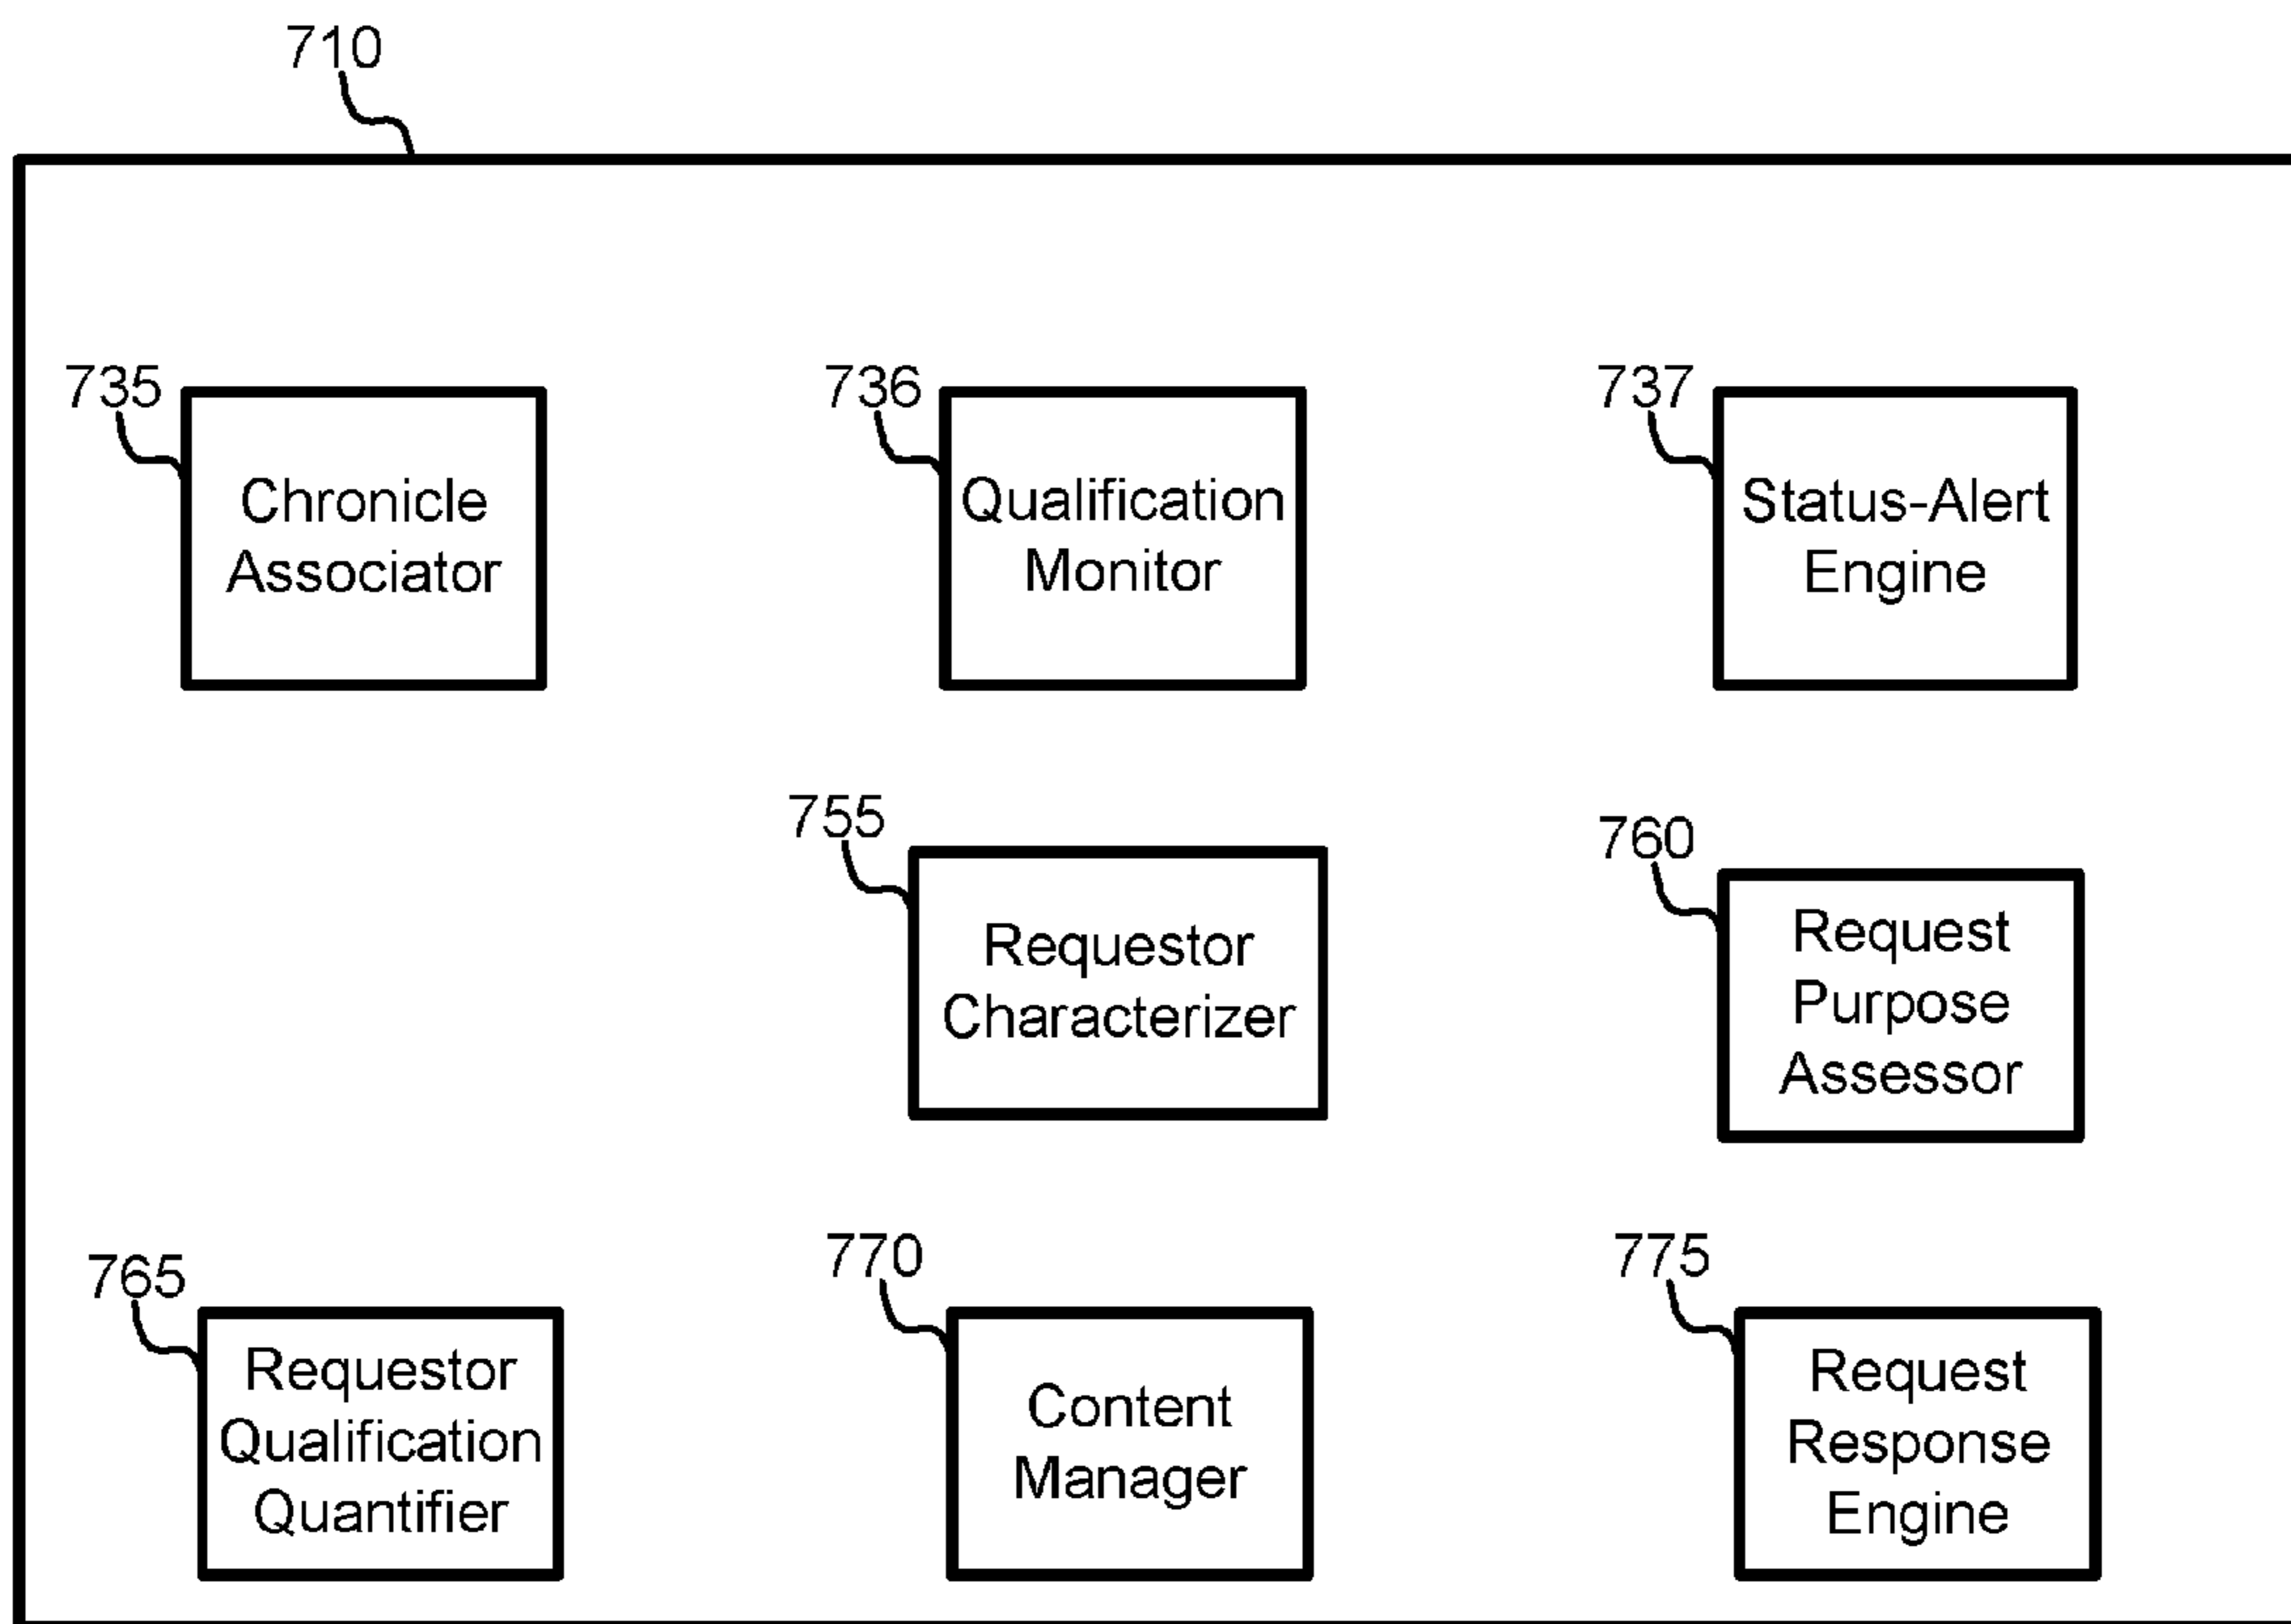 710
735
Chronicle
Associator
736
Qualification
Monitor
737
Status-Alert
Engine
755
Requestor
Characterizer
760
Request
Purpose
Assessor
765
Requestor
Qualification
Quantifier
770
Content
Manager
775
Request
Response
Engine